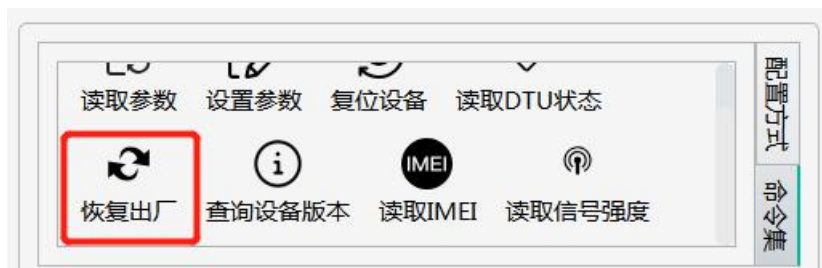 读取参数 设置参数 复位设备 读取DTU状态
IMEI
恢复出厂 查询设备版本 读取IMEI 读取信号强度
配置方式
命令集